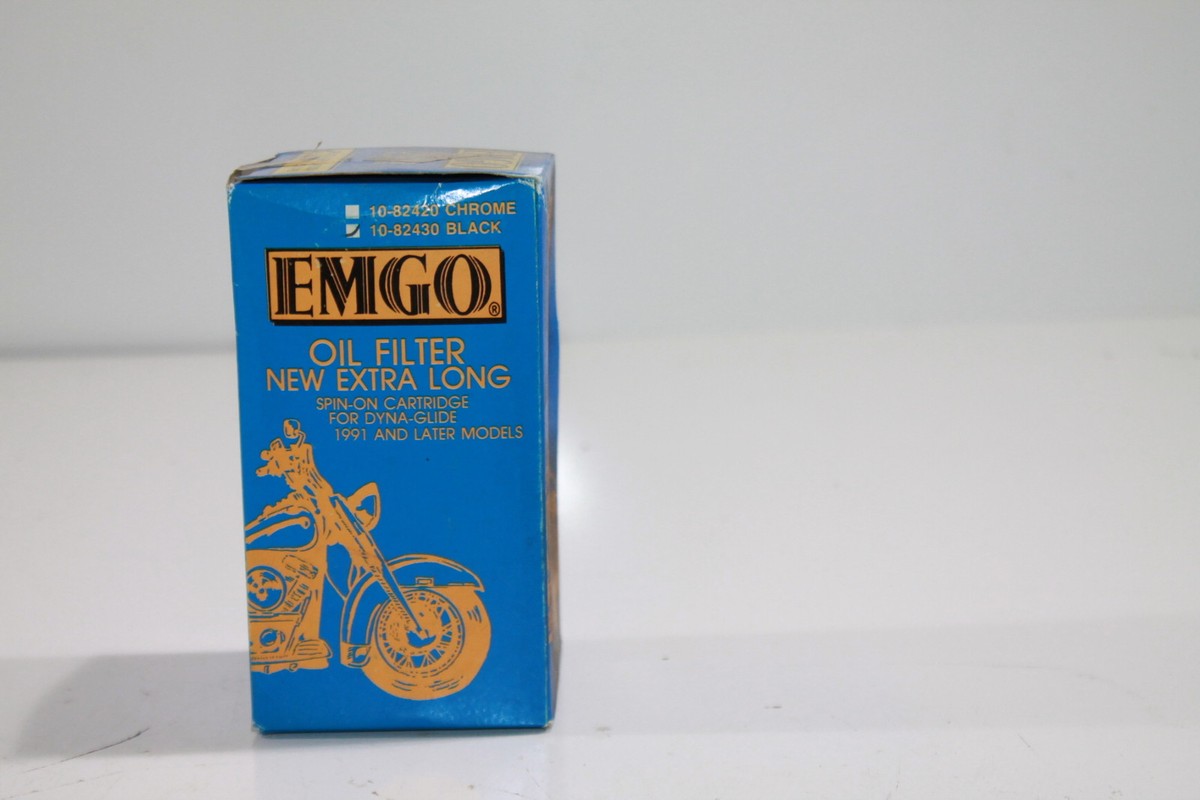 10-82420 CHROME
10-82430 BLACK
EMGO®
OIL FILTER
NEW EXTRA LONG
SPIN-ON CARTRIDGE
FOR DYNA-GLIDE
1991 AND LATER MODELS